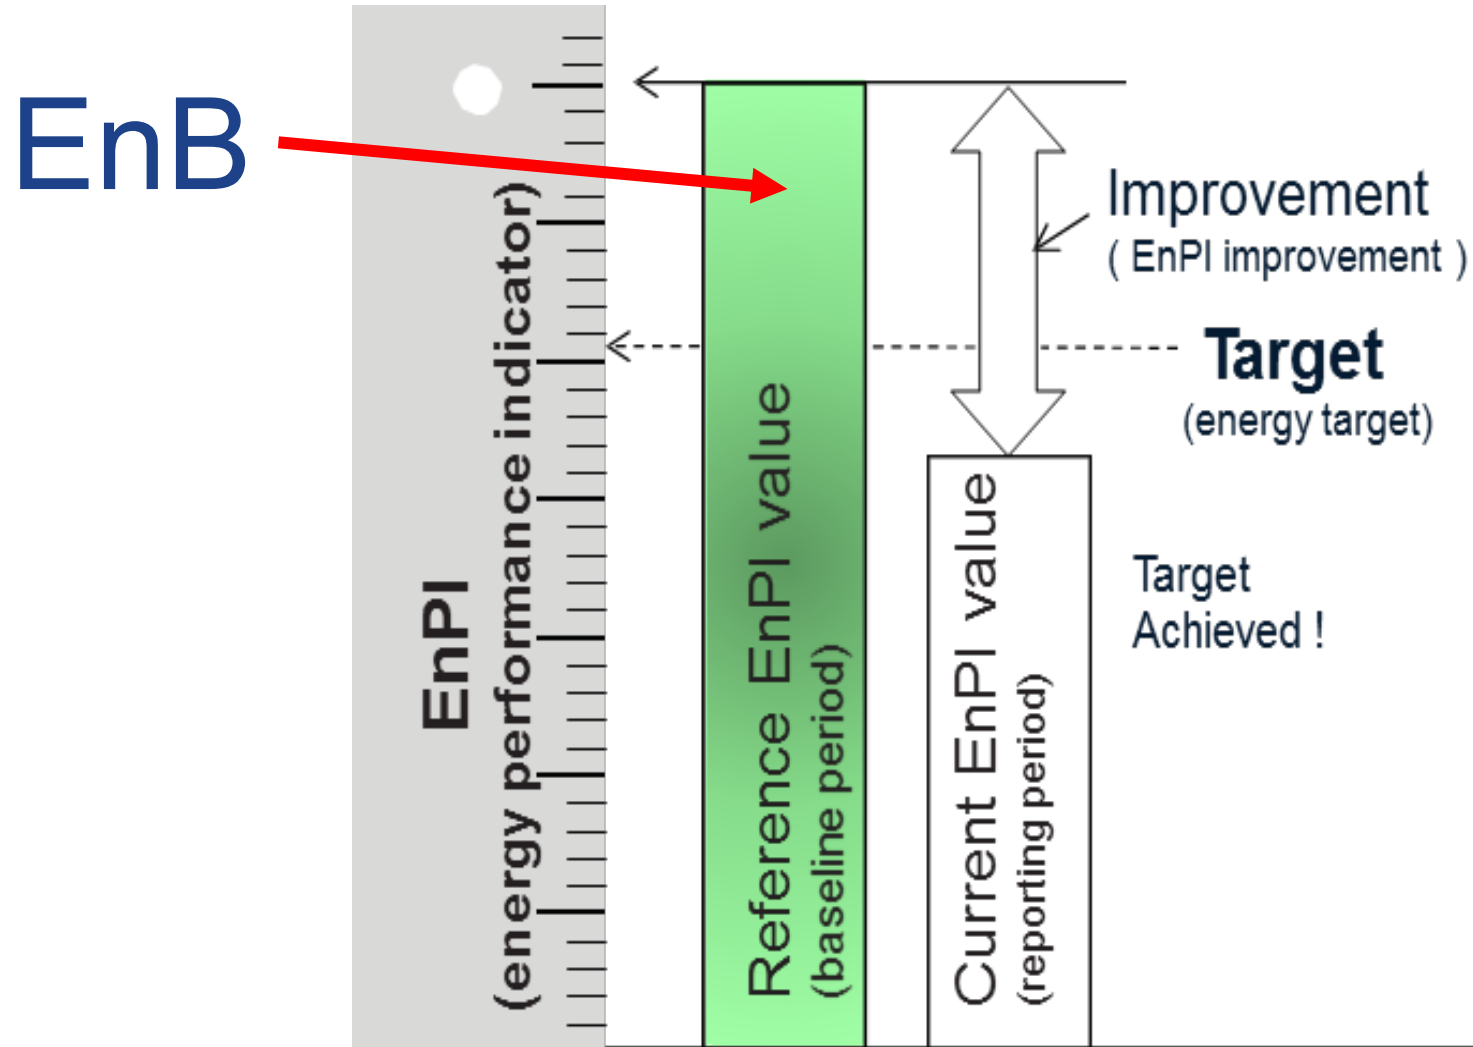 EnB
EnPI
(energy performance indicator)
Reference EnPI value
(baseline period)
Current EnPI value
(reporting period)
Improvement
( EnPI improvement )
Target
(energy target)
Target
Achieved !